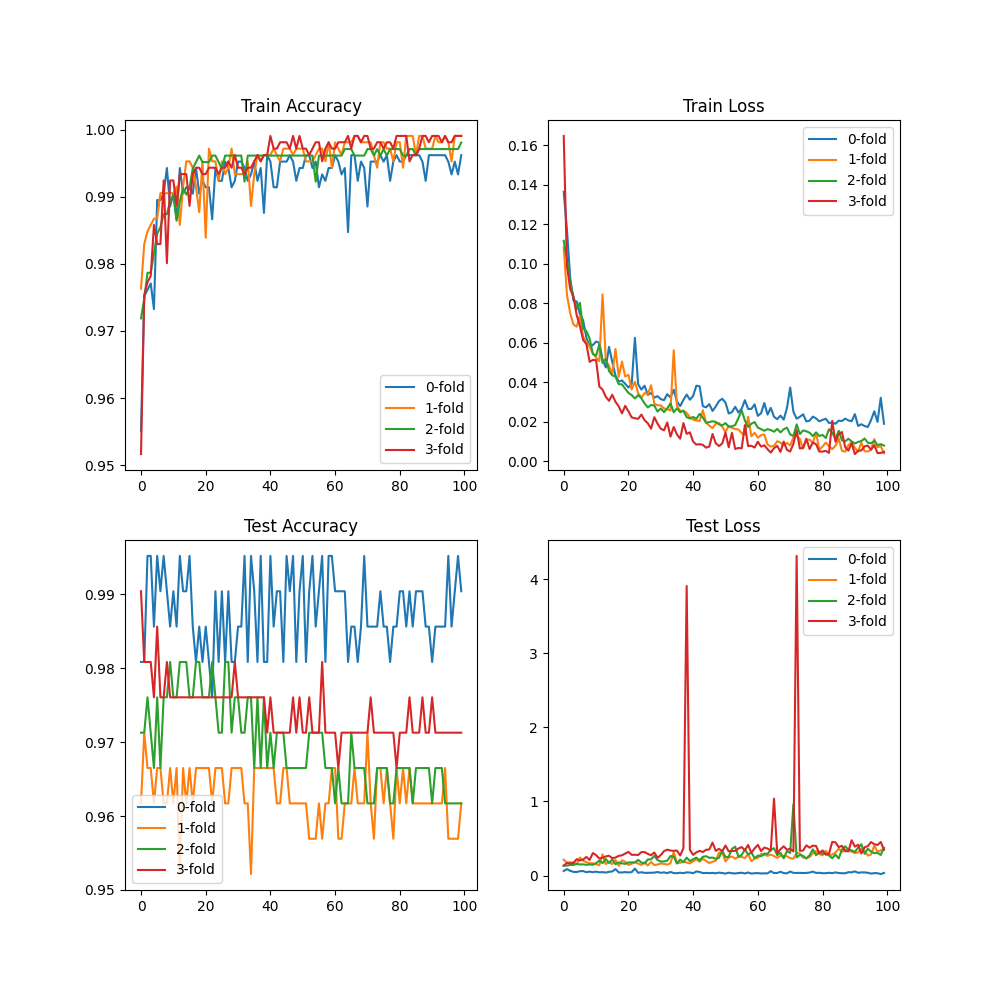 Train Accuracy
1.00
0.99
0.98
0.97
0.96
0.95
0 20 40 60 80 100
0-fold
1-fold
2-fold
3-fold
Train Loss
0.16
0.14
0.12
0.10
0.08
0.06
0.04
0.02
0.00
0 20 40 60 80 100
0-fold
1-fold
2-fold
3-fold
Test Accuracy
0.99
0.98
0.97
0.96
0.95
0 20 40 60 80 100
0-fold
1-fold
2-fold
3-fold
Test Loss
4
3
2
1
0
0 20 40 60 80 100
0-fold
1-fold
2-fold
3-fold